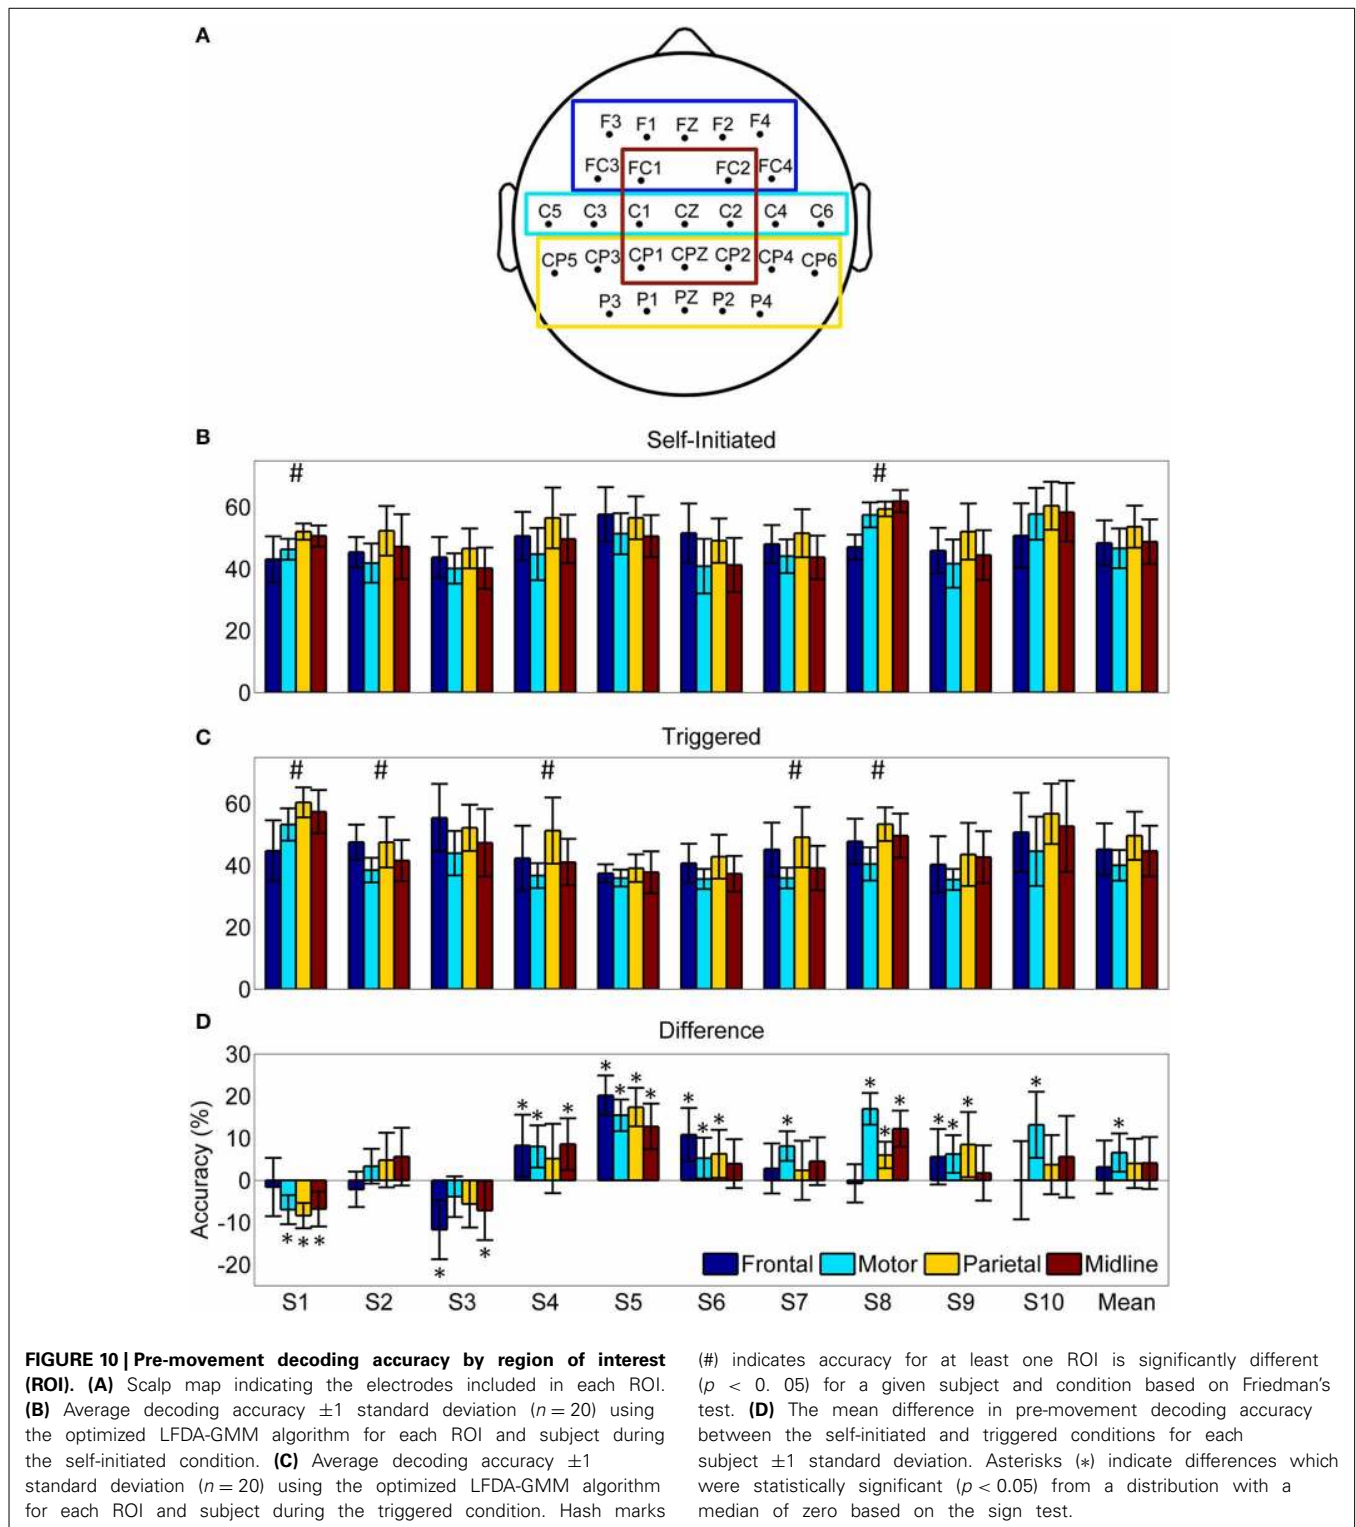 A
F3 F1 FZ F2 F4
FC3 FC1 FC2 FC4
C5 C3 C1 CZ C2 C4 C6
CP5 CP3 CP1 CPZ CP2 CP4 CP6
P3 P1 PZ P2 P4
B
Self-Initiated
# #
60
40
20
0
C
Triggered
# # # # #
60
40
20
0
D
Difference
Accuracy (%)
30
20
10
0
-10
-20
* * * * * * * * * * * * * * * * * * * * * * * *
Frontal Motor Parietal Midline
S1 S2 S3 S4 S5 S6 S7 S8 S9 S10 Mean
FIGURE 10 | Pre-movement decoding accuracy by region of interest
(ROI). (A) Scalp map indicating the electrodes included in each ROI.
(B) Average decoding accuracy ±1 standard deviation (n = 20) using
the optimized LFDA-GMM algorithm for each ROI and subject during
the self-initiated condition. (C) Average decoding accuracy ±1
standard deviation (n = 20) using the optimized LFDA-GMM algorithm
for each ROI and subject during the triggered condition. Hash marks
(#) indicates accuracy for at least one ROI is significantly different
(p < 0. 05) for a given subject and condition based on Friedman's
test. (D) The mean difference in pre-movement decoding accuracy
between the self-initiated and triggered conditions for each
subject ±1 standard deviation. Asterisks (*) indicate differences which
were statistically significant (p < 0.05) from a distribution with a
median of zero based on the sign test.